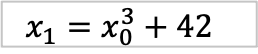 x₁ = x₀³ + 42